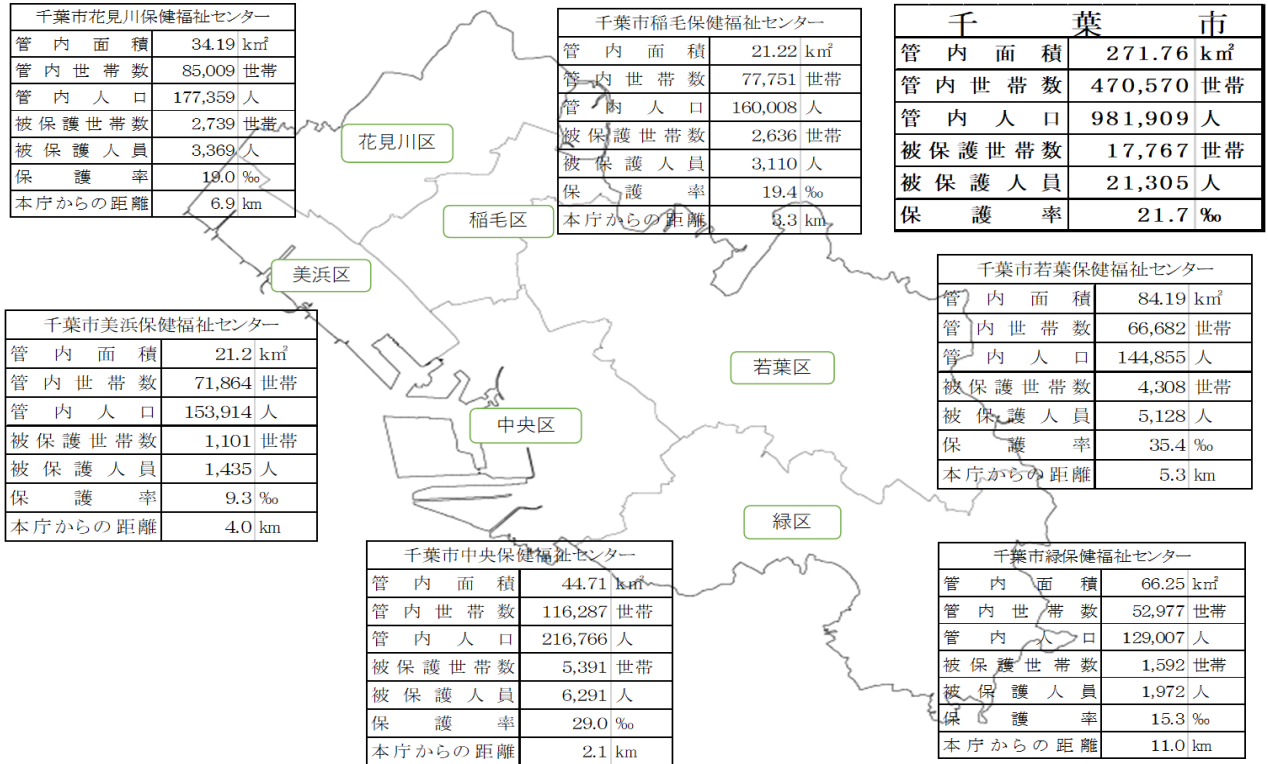 千葉市花見川保健福祉センター
管内面積 34.19 km²
管内世帯数 85,009 世帯
管内人口 177,359 人
被保護世帯数 2,739 世帯
被保護人員 3,369 人
保護率 19.0 ‰
本庁からの距離 6.9 km
千葉市稲毛保健福祉センター
管内面積 21.22 km²
管内世帯数 77,751 世帯
管内人口 160,008 人
被保護世帯数 2,636 世帯
被保護人員 3,110 人
保護率 19.4 ‰
本庁からの距離 3.3 km
千葉市
管内面積 271.76 km²
管内世帯数 470,570 世帯
管内人口 981,909 人
被保護世帯数 17,767 世帯
被保護人員 21,305 人
保護率 21.7 ‰
花見川区
稲毛区
美浜区
若葉区
中央区
緑区
千葉市美浜保健福祉センター
管内面積 21.2 km²
管内世帯数 71,864 世帯
管内人口 153,914 人
被保護世帯数 1,101 世帯
被保護人員 1,435 人
保護率 9.3 ‰
本庁からの距離 4.0 km
千葉市若葉保健福祉センター
管内面積 84.19 km²
管内世帯数 66,682 世帯
管内人口 144,855 人
被保護世帯数 4,308 世帯
被保護人員 5,128 人
保護率 35.4 ‰
本庁からの距離 5.3 km
千葉市中央保健福祉センター
管内面積 44.71 km²
管内世帯数 116,287 世帯
管内人口 216,766 人
被保護世帯数 5,391 世帯
被保護人員 6,291 人
保護率 29.0 ‰
本庁からの距離 2.1 km
千葉市緑保健福祉センター
管内面積 66.25 km²
管内世帯数 52,977 世帯
管内人口 129,007 人
被保護世帯数 1,592 世帯
被保護人員 1,972 人
保護率 15.3 ‰
本庁からの距離 11.0 km